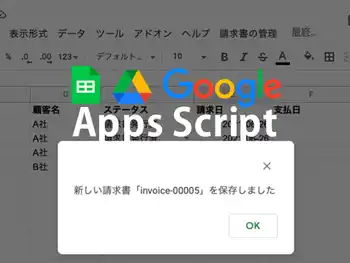 表示形式 データ ツール アドオン ヘルプ 請求書の管理
.0 .00 123 デフォルト... 10 B I S A
Google
Apps Script
G F
顧客名 ステータス 請求日 支払日
A社
A社
A社
B社
新しい請求書「invoice-00005」を保存しました
OK